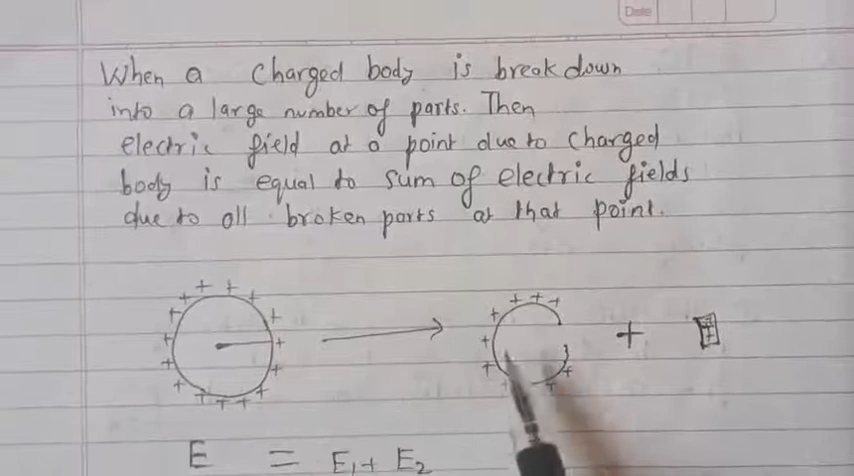 Date
When a charged body is break down
into a large number of parts. Then
electric field at a point due to charged
body is equal to sum of electric fields
due to all broken parts at that point.
+
E = E₁ + E₂